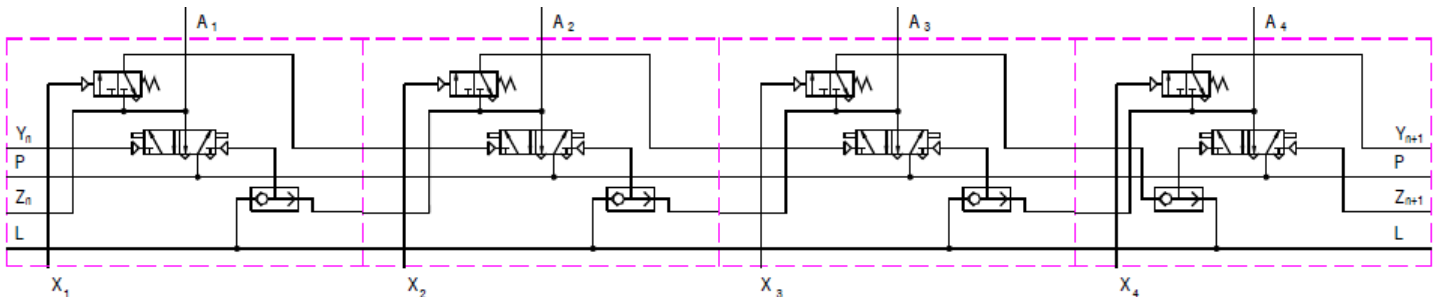 A1 A2 A3 A4
Yn Yn+1
P P
Zn Zn+1
L L
X1 X2 X3 X4